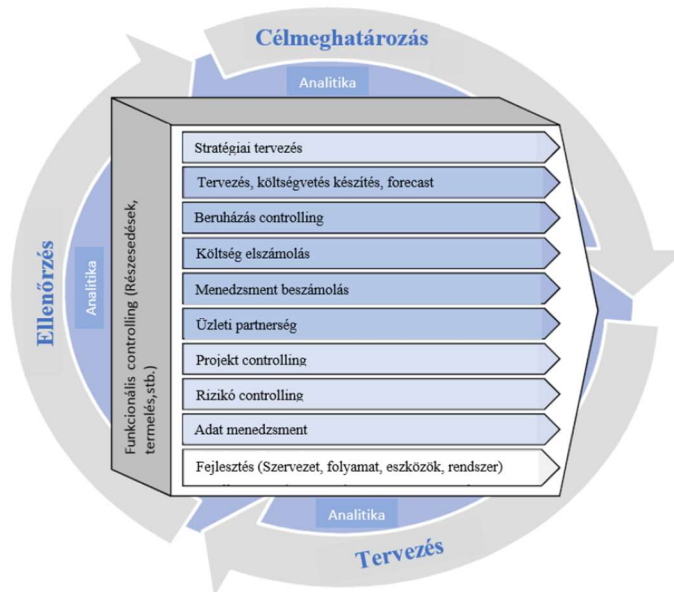 Célmeghatározás
Analitika
Ellenőrzés
Analitika
Funkcionális controlling (Részesedések,
termelés,stb.)
Stratégiai tervezés
Tervezés, költségvetés készítés, forecast
Beruházás controlling
Költség elszámolás
Menedzsment beszámolás
Üzleti partnerség
Projekt controlling
Rizikó controlling
Adat menedzsment
Fejlesztés (Szervezet, folyamat, eszközök, rendszer)
Analitika
Tervezés